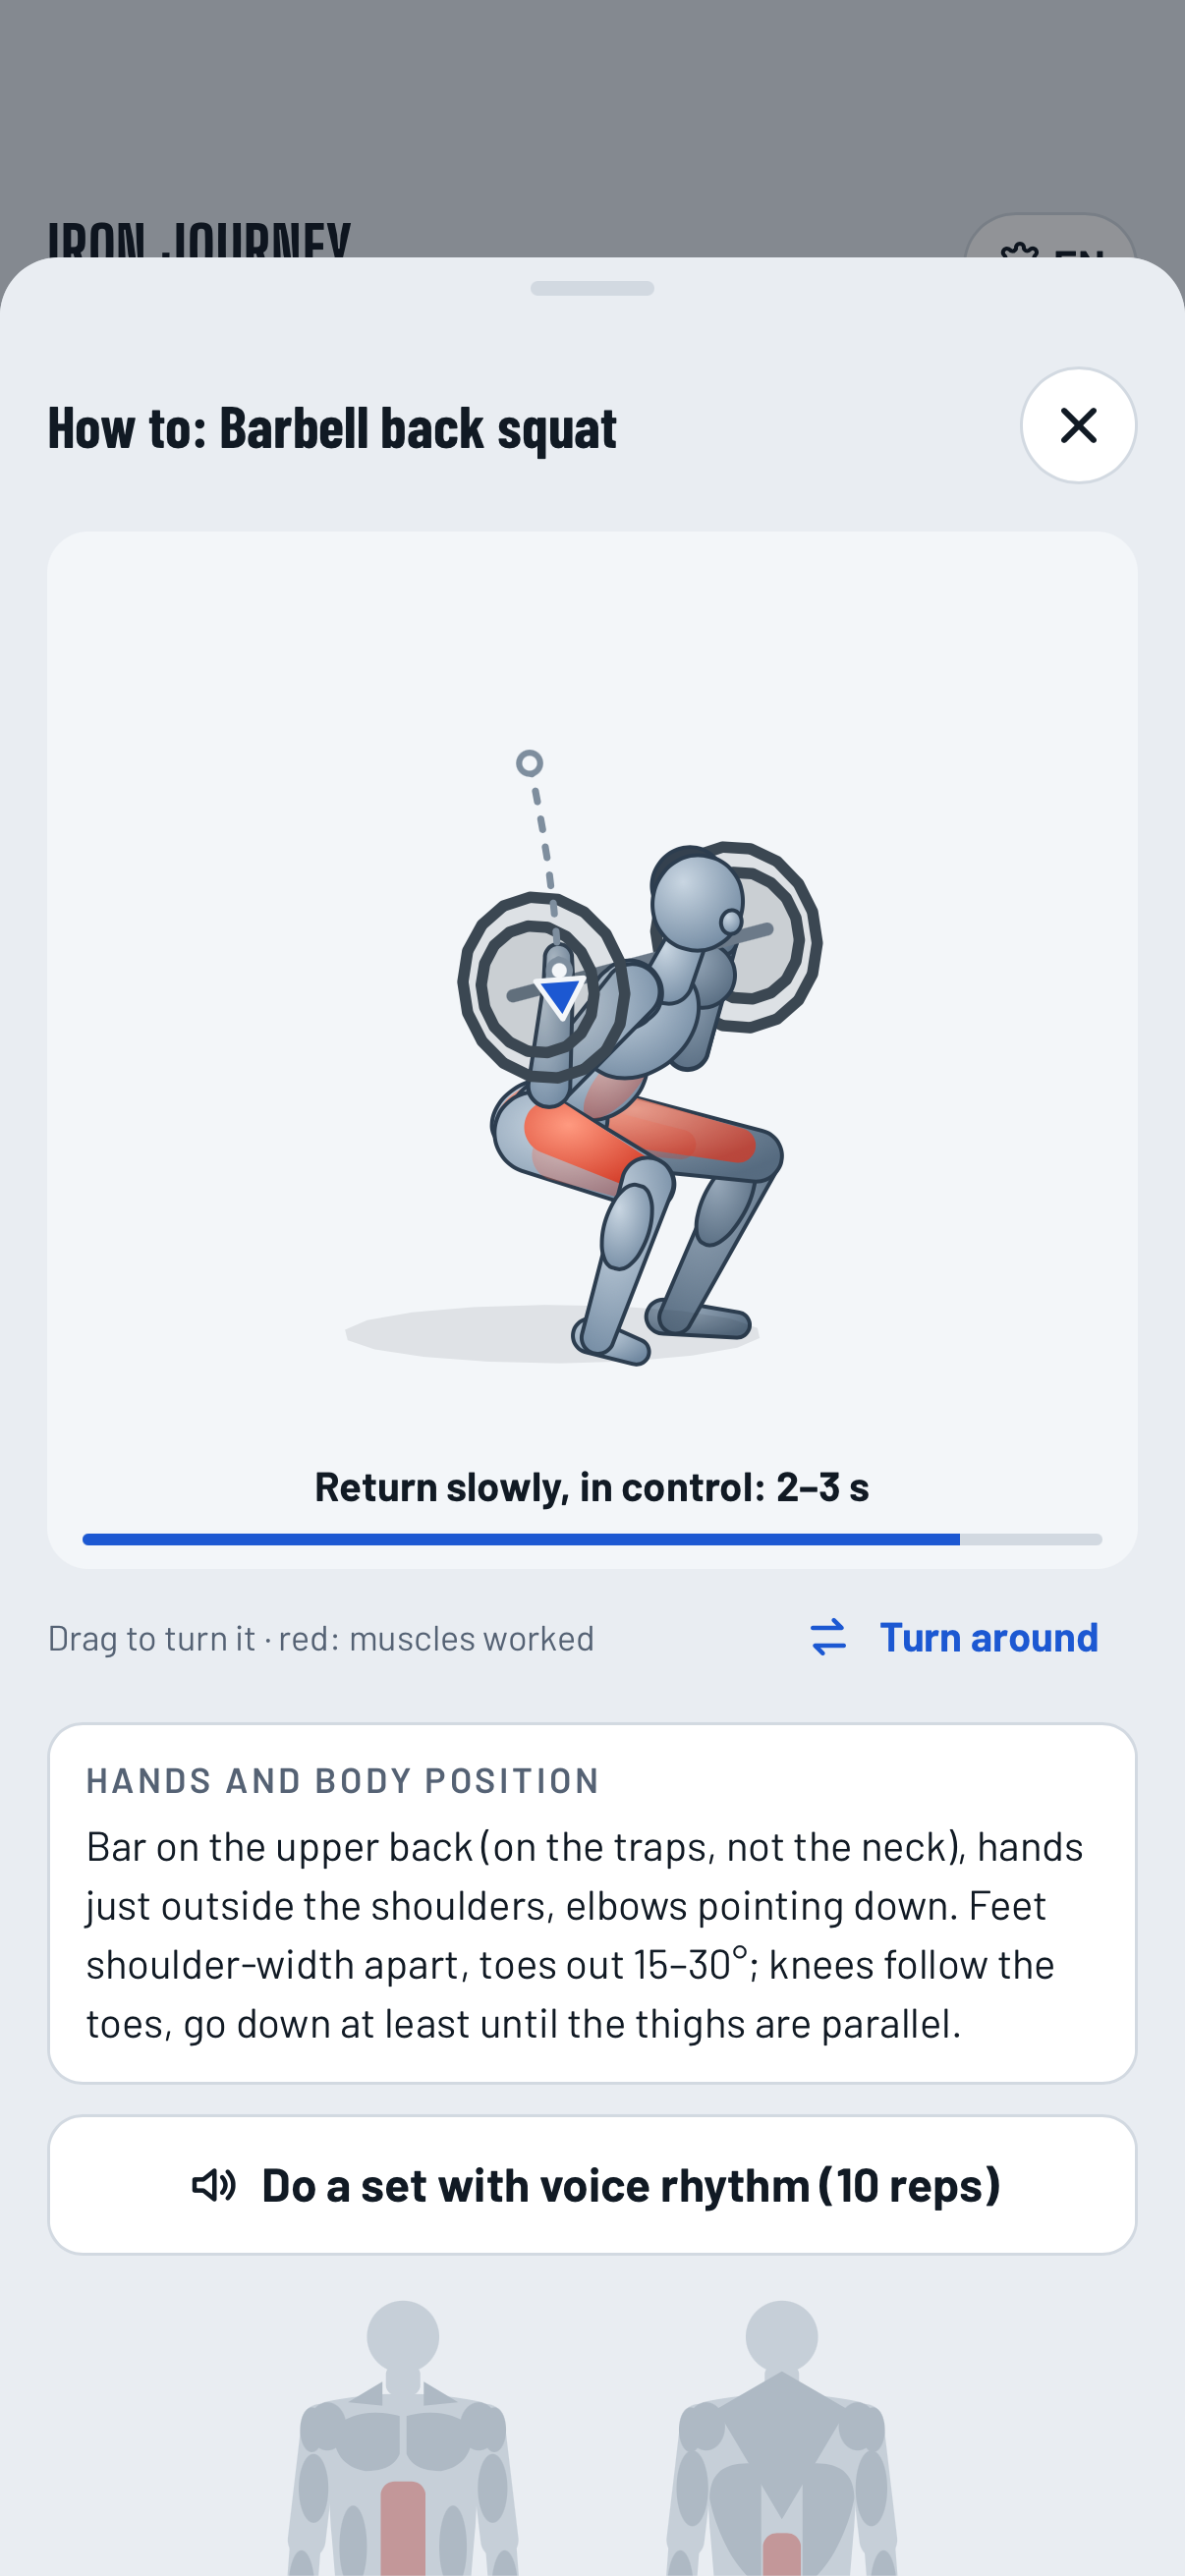 IRON JOURNEY
EN
How to: Barbell back squat
Return slowly, in control: 2–3 s
Drag to turn it · red: muscles worked
Turn around
HANDS AND BODY POSITION
Bar on the upper back (on the traps, not the neck), hands
just outside the shoulders, elbows pointing down. Feet
shoulder-width apart, toes out 15–30°; knees follow the
toes, go down at least until the thighs are parallel.
Do a set with voice rhythm (10 reps)